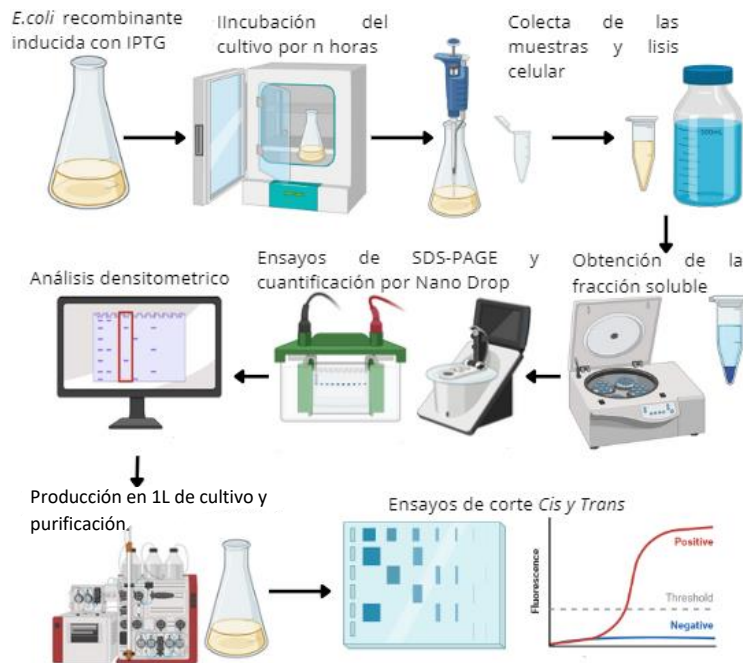 E.coli recombinante
inducida con IPTG
IIncubación del
cultivo por n horas
Colecta de las
muestras y lisis
celular
500mL
Ensayos de SDS-PAGE y
cuantificación por Nano Drop
Obtención de la
fracción soluble
Análisis densitometrico
Producción en 1L de cultivo y
purificación.
Ensayos de corte Cis y Trans
Fluorescence
Positive
Threshold
Negative